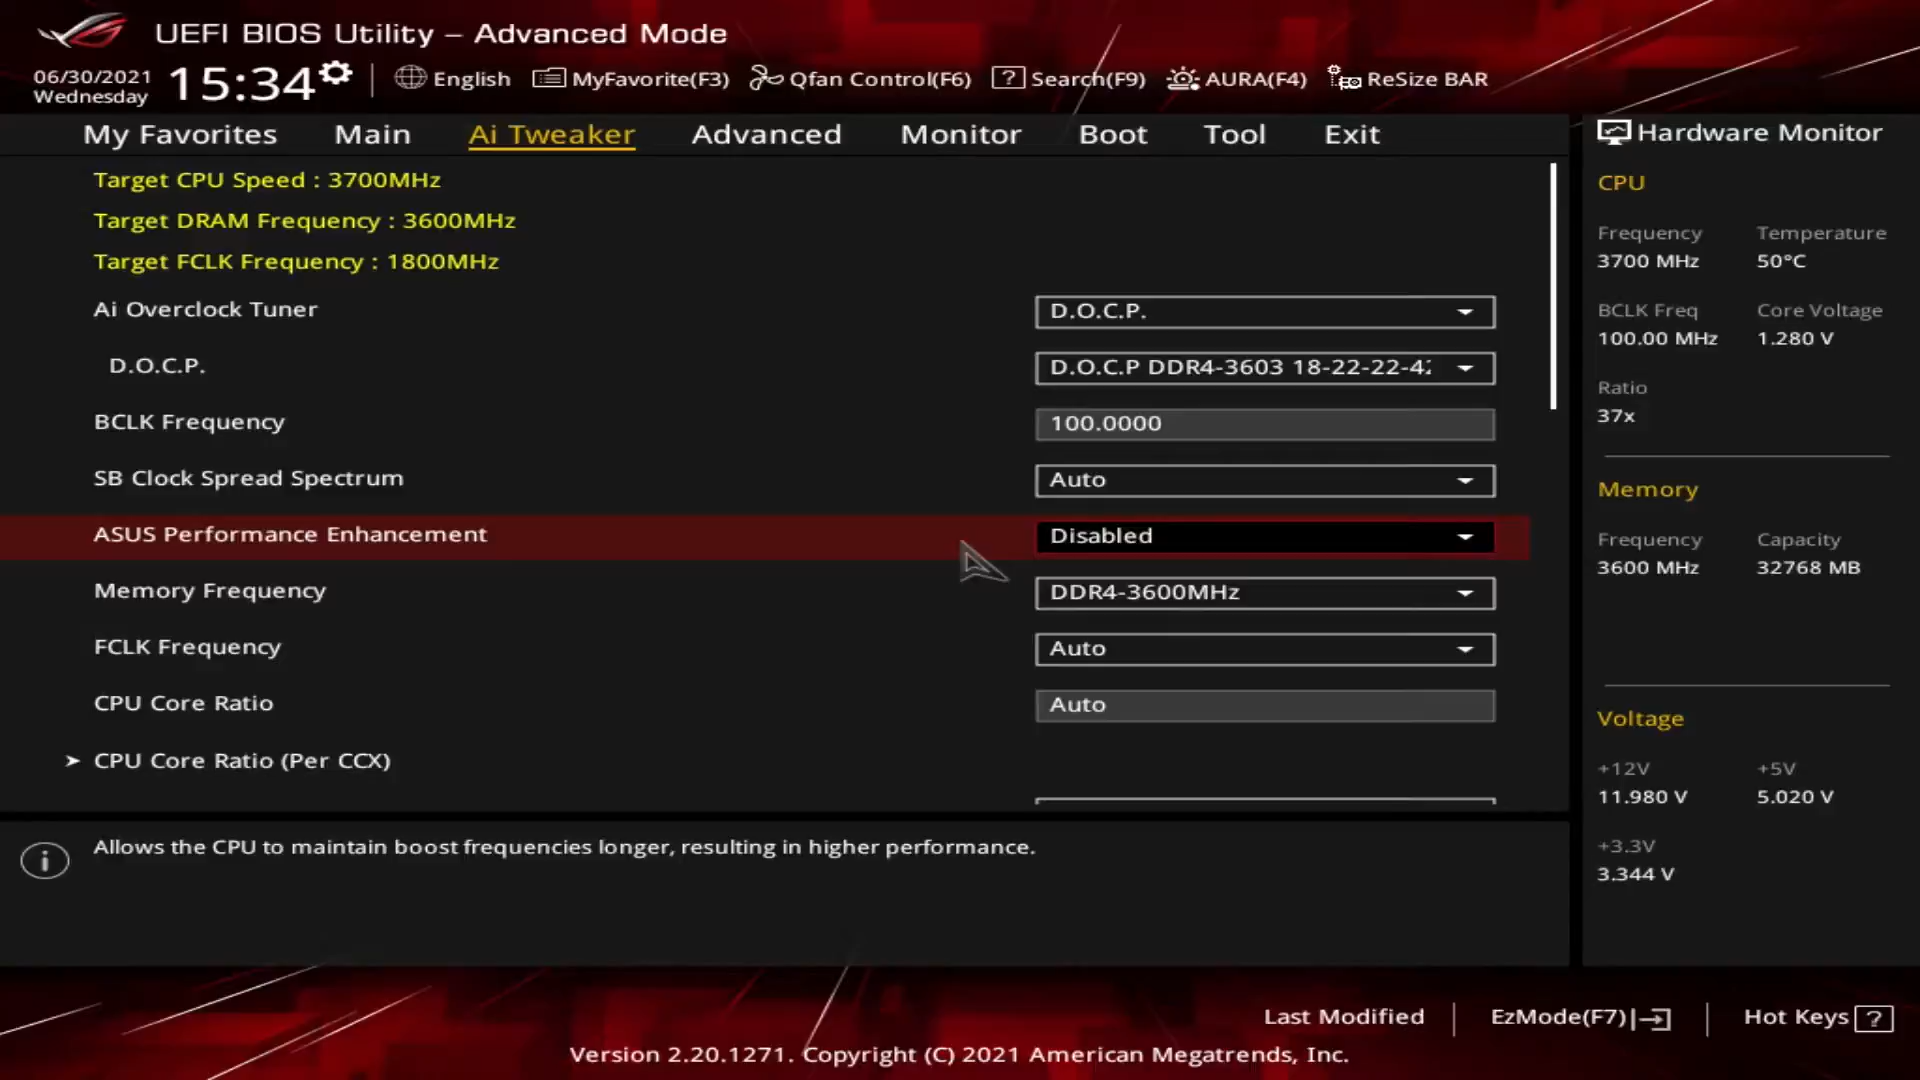 UEFI BIOS Utility – Advanced Mode
06/30/2021
Wednesday
15:34
English
MyFavorite(F3)
Qfan Control(F6)
? Search(F9)
AURA(F4)
ReSize BAR
My Favorites
Main
Ai Tweaker
Advanced
Monitor
Boot
Tool
Exit
Target CPU Speed : 3700MHz
Target DRAM Frequency : 3600MHz
Target FCLK Frequency : 1800MHz
Ai Overclock Tuner
D.O.C.P.
D.O.C.P.
D.O.C.P DDR4-3603 18-22-22-4
BCLK Frequency
100.0000
SB Clock Spread Spectrum
Auto
ASUS Performance Enhancement
Disabled
Memory Frequency
DDR4-3600MHz
FCLK Frequency
Auto
CPU Core Ratio
Auto
CPU Core Ratio (Per CCX)
i Allows the CPU to maintain boost frequencies longer, resulting in higher performance.
Hardware Monitor
CPU
Frequency Temperature
3700 MHz 50°C
BCLK Freq Core Voltage
100.00 MHz 1.280 V
Ratio
37x
Memory
Frequency Capacity
3600 MHz 32768 MB
Voltage
+12V +5V
11.980 V 5.020 V
+3.3V
3.344 V
Last Modified
EzMode(F7)
Hot Keys ?
Version 2.20.1271. Copyright (C) 2021 American Megatrends, Inc.